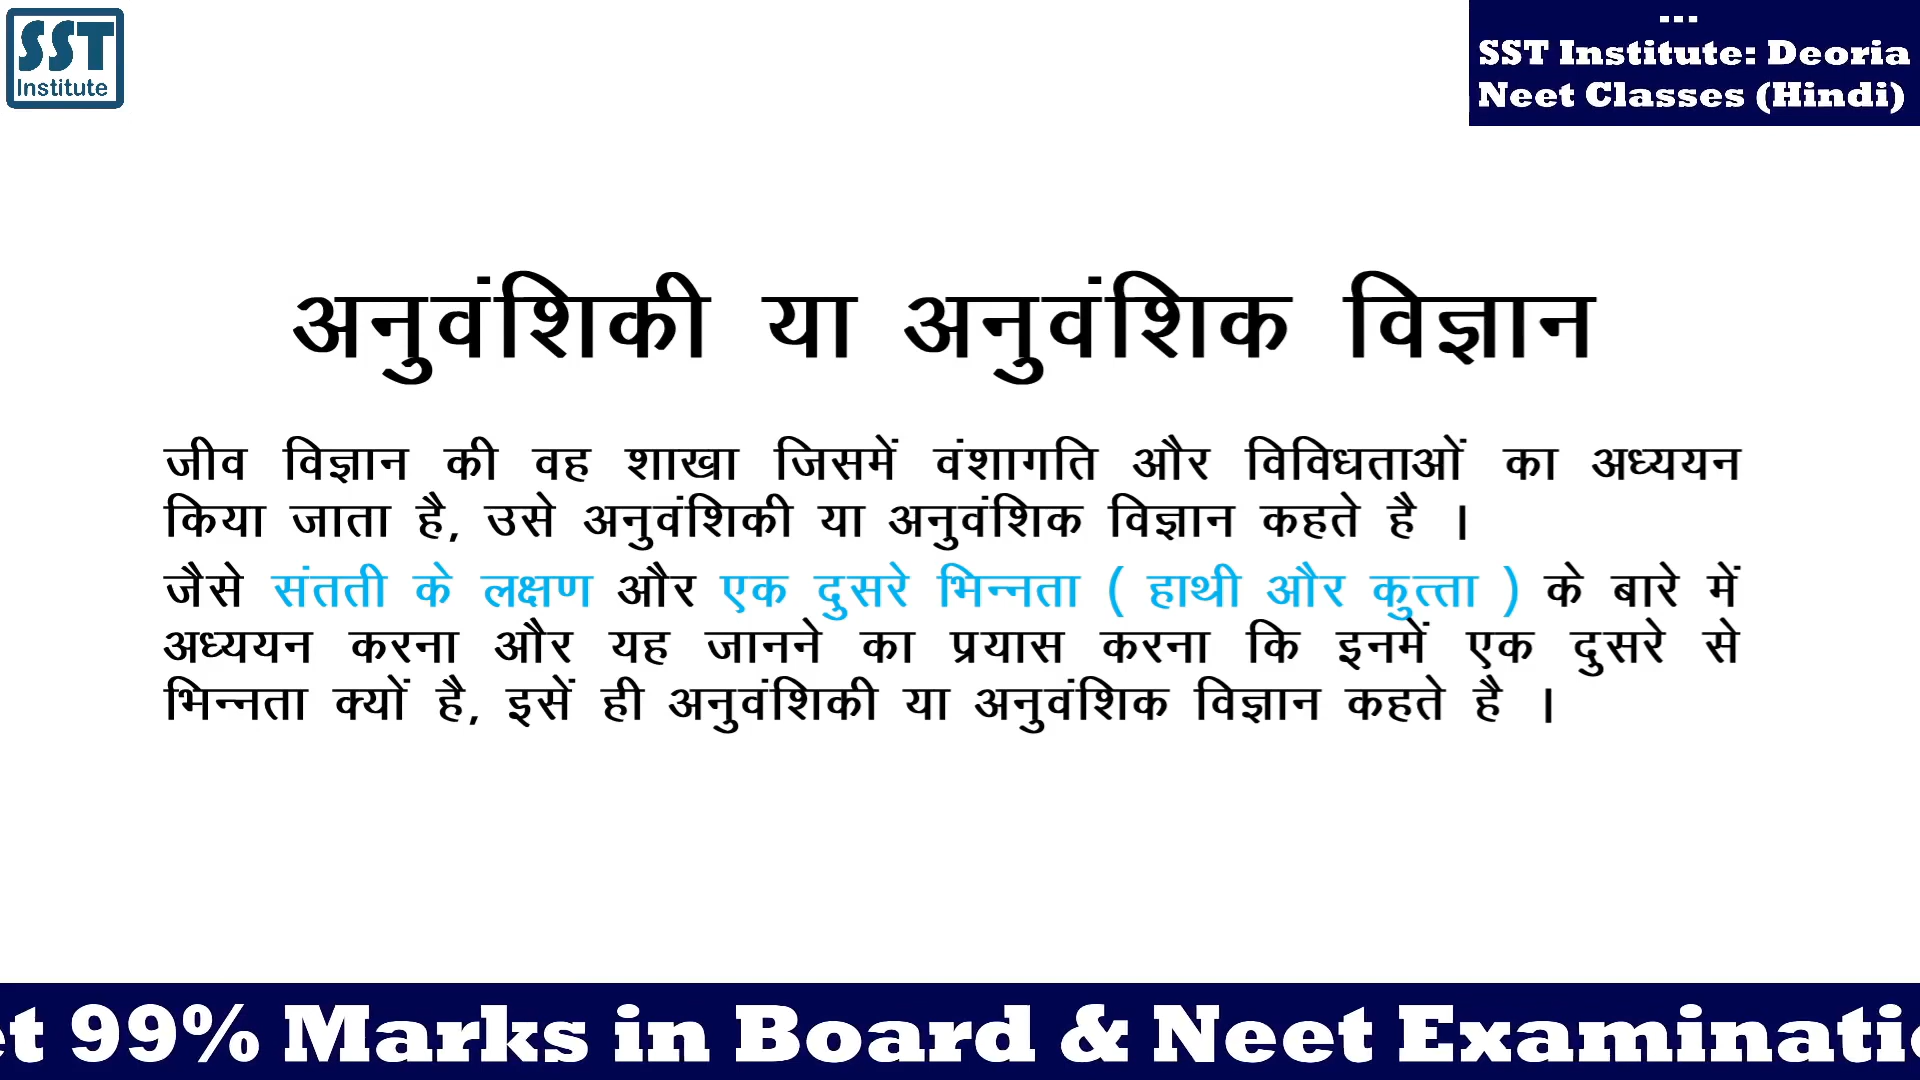 SST
Institute
...
SST Institute: Deoria
Neet Classes (Hindi)
अनुवंशिकी या अनुवंशिक विज्ञान
जीव विज्ञान की वह शाखा जिसमें वंशागति और विविधताओं का अध्ययन
किया जाता है, उसे अनुवंशिकी या अनुवंशिक विज्ञान कहते है ।
जैसे संतती के लक्षण और एक दुसरे भिन्नता ( हाथी और कुत्ता ) के बारे में
अध्ययन करना और यह जानने का प्रयास करना कि इनमें एक दुसरे से
भिन्नता क्यों है, इसें ही अनुवंशिकी या अनुवंशिक विज्ञान कहते है ।
et 99% Marks in Board & Neet Examinatio